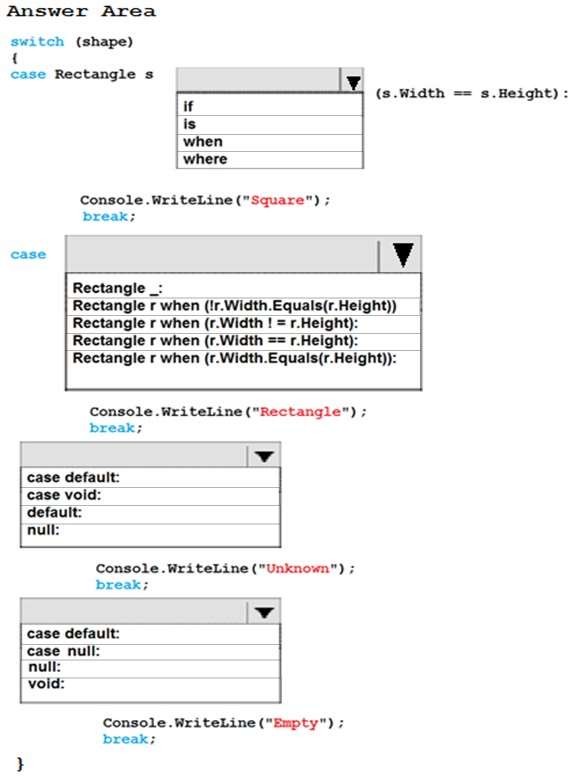 Answer Area
switch (shape)
{
case Rectangle s
(s.Width == s.Height):
if
is
when
where
Console.WriteLine("Square");
break;
case
Rectangle _:
Rectangle r when (!r.Width.Equals(r.Height))
Rectangle r when (r.Width ! = r.Height):
Rectangle r when (r.Width == r.Height):
Rectangle r when (r.Width.Equals(r.Height)):
Console.WriteLine("Rectangle");
break;
case default:
case void:
default:
null:
Console.WriteLine("Unknown");
break;
case default:
case null:
null:
void:
Console.WriteLine("Empty");
break;
}